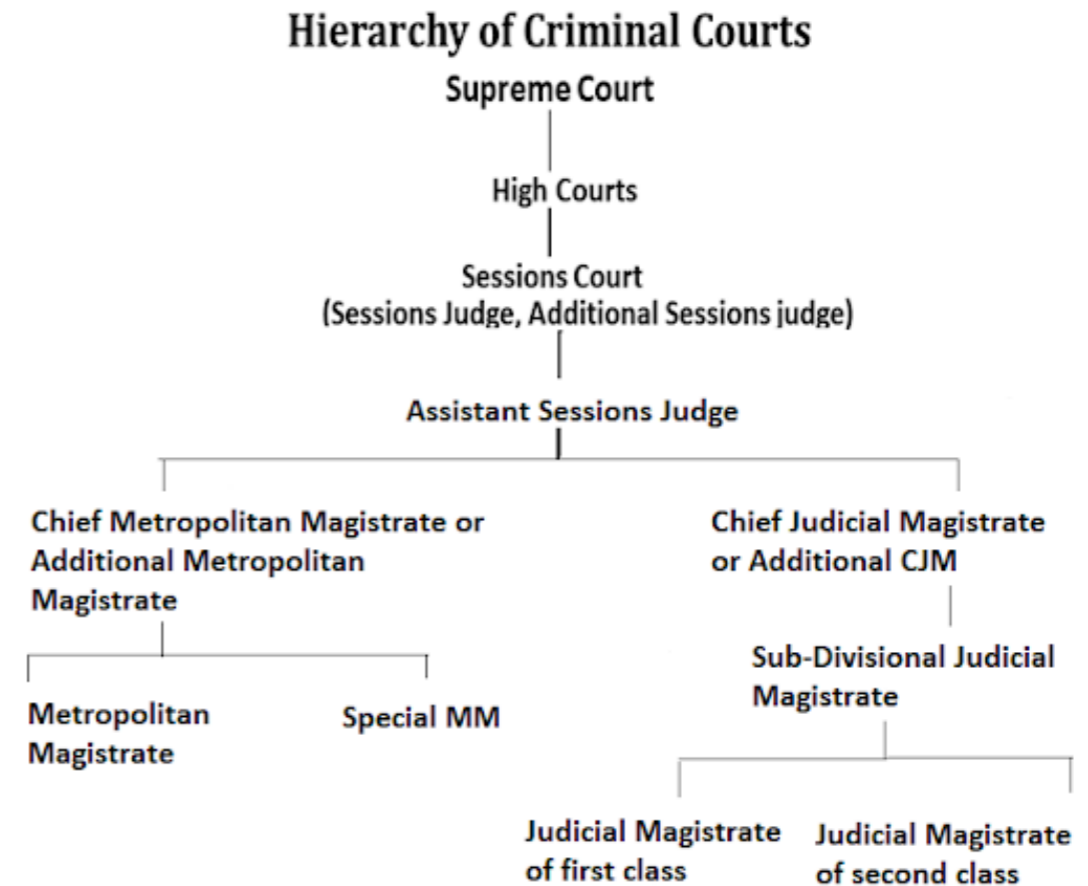 Hierarchy of Criminal Courts
Supreme Court
High Courts
Sessions Court
(Sessions Judge, Additional Sessions judge)
Assistant Sessions Judge
Chief Metropolitan Magistrate or
Additional Metropolitan
Magistrate
Chief Judicial Magistrate
or Additional CJM
Sub-Divisional Judicial
Magistrate
Metropolitan
Magistrate
Special MM
Judicial Magistrate
of first class
Judicial Magistrate
of second class